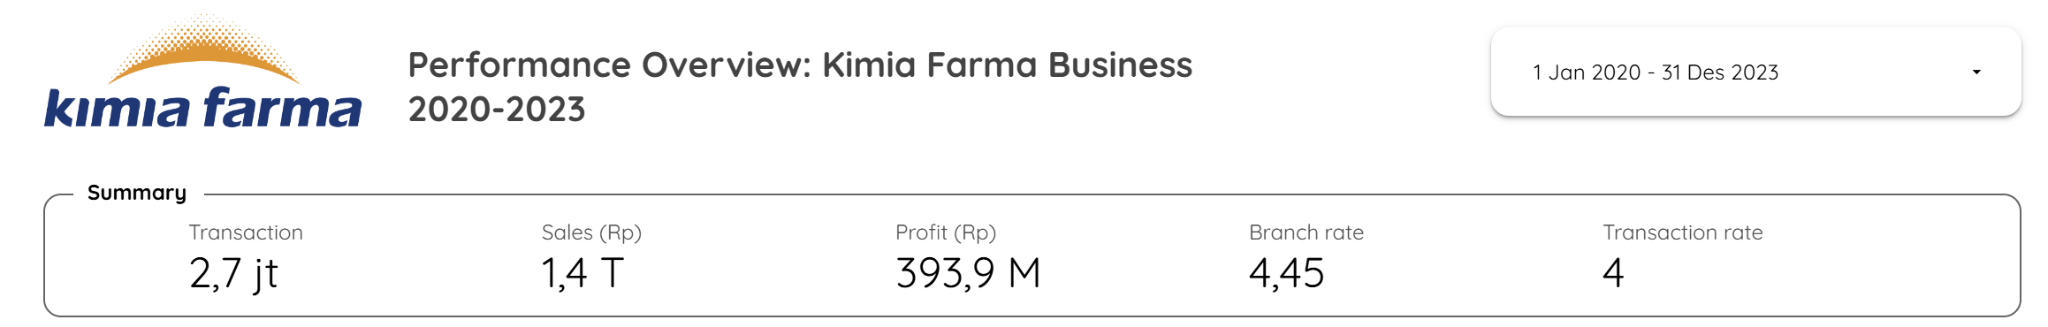 kimia farma
Performance Overview: Kimia Farma Business
2020-2023
1 Jan 2020 - 31 Des 2023
Summary
Transaction
2,7 jt
Sales (Rp)
1,4 T
Profit (Rp)
393,9 M
Branch rate
4,45
Transaction rate
4